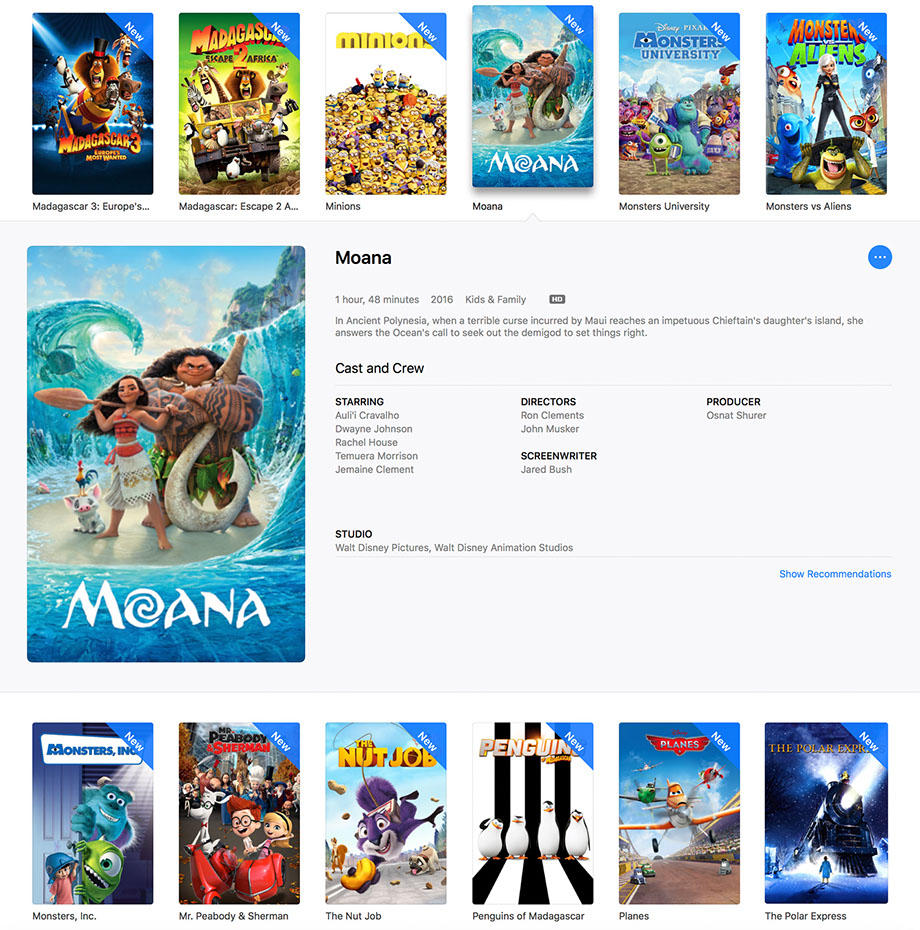 New
New
New
New
New
MADAGASCAR 3
EUROPE'S
MOST WANTED
MADAGASCAR
ESCAPE 2 AFRICA
MINIONS
MOANA
Disney PIXAR
MONSTERS
UNIVERSITY
MONSTERS
VS
ALIENS
Madagascar 3: Europe's...
Madagascar: Escape 2 A...
Minions
Moana
Monsters University
Monsters vs Aliens
Moana
...
1 hour, 48 minutes 2016 Kids & Family HD
In Ancient Polynesia, when a terrible curse incurred by Maui reaches an impetuous Chieftain's daughter's island, she
answers the Ocean's call to seek out the demigod to set things right.
Cast and Crew
STARRING DIRECTORS PRODUCER
Auli'i Cravalho Ron Clements Osnat Shurer
Dwayne Johnson John Musker
Rachel House
Temuera Morrison SCREENWRITER
Jemaine Clement Jared Bush
STUDIO
Walt Disney Pictures, Walt Disney Animation Studios
Show Recommendations
MOANA
New
New
New
New
New
New
MONSTERS, INC.
MR.
PEABODY
& SHERMAN
THE
NUT JOB
PENGUINS
OF MADAGASCAR
PLANES
THE POLAR EXPRE
Monsters, Inc.
Mr. Peabody & Sherman
The Nut Job
Penguins of Madagascar
Planes
The Polar Express